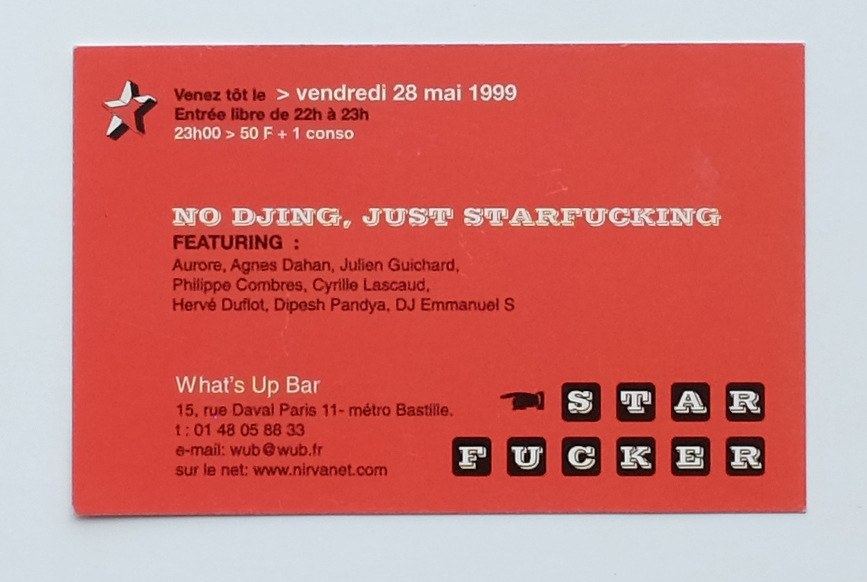 Venez tôt le > vendredi 28 mai 1999
Entrée libre de 22h à 23h
23h00 > 50 F + 1 conso
NO DJING, JUST STARFUCKING
FEATURING :
Aurore, Agnes Dahan, Julien Guichard,
Philippe Combres, Cyrille Lascaud,
Hervé Duflot, Dipesh Pandya, DJ Emmanuel S
What's Up Bar
15, rue Daval Paris 11- métro Bastille.
t : 01 48 05 88 33
e-mail: wub@wub.fr
sur le net: www.nirvanet.com
STAR
FUCKER